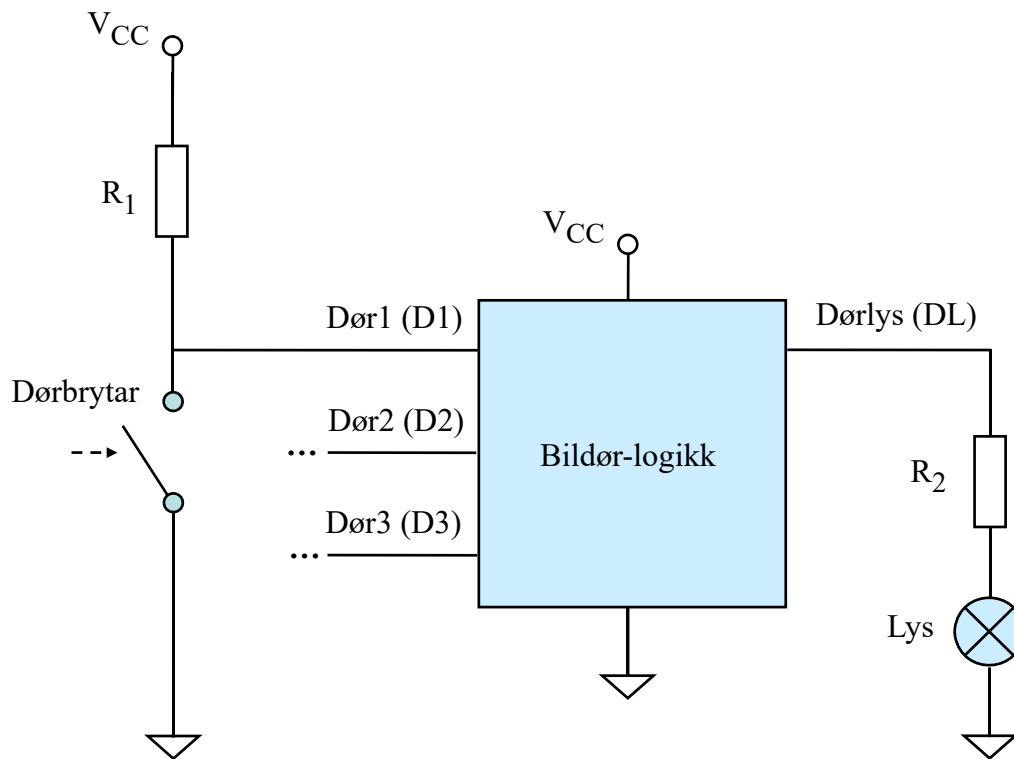 VCC
R1
VCC
Dør1 (D1)
Dørlys (DL)
Dørbrytar
... Dør2 (D2)
Bildør-logikk
R2
... Dør3 (D3)
Lys